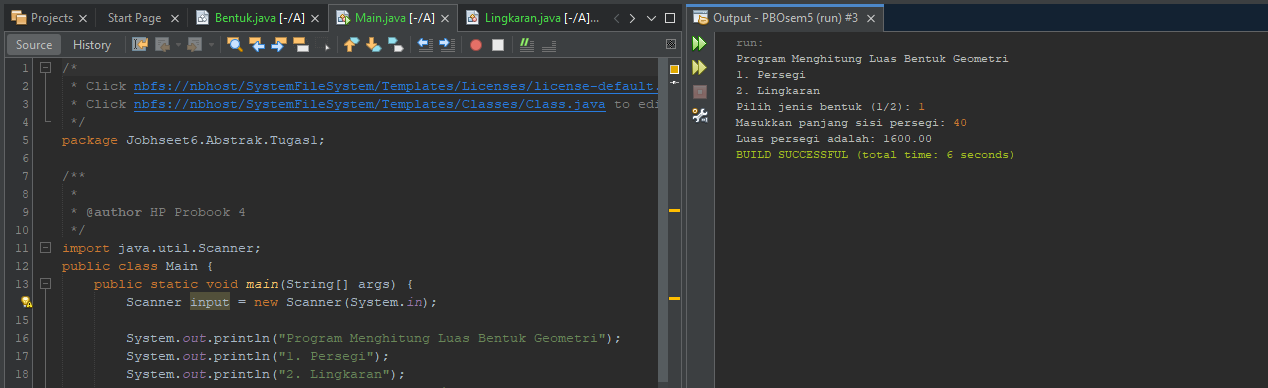 Projects × Start Page × Bentuk.java [-/A] × Main.java [-/A] × Lingkaran.java [-/A]...
Source History
1 /*
2 * Click nbfs://nbhost/SystemFileSystem/Templates/Licenses/license-default.
3 * Click nbfs://nbhost/SystemFileSystem/Templates/Classes/Class.java to edi
4 */
5 package Jobhseet6.Abstrak.Tugas1;
6
7 /**
8 *
9 * @author HP Probook 4
10 */
11 import java.util.Scanner;
12 public class Main {
13 public static void main(String[] args) {
Scanner input = new Scanner(System.in);
15
16 System.out.println("Program Menghitung Luas Bentuk Geometri");
17 System.out.println("1. Persegi");
18 System.out.println("2. Lingkaran");
Output - PBOsem5 (run) #3 ×
run:
Program Menghitung Luas Bentuk Geometri
1. Persegi
2. Lingkaran
Pilih jenis bentuk (1/2): 1
Masukkan panjang sisi persegi: 40
Luas persegi adalah: 1600.00
BUILD SUCCESSFUL (total time: 6 seconds)